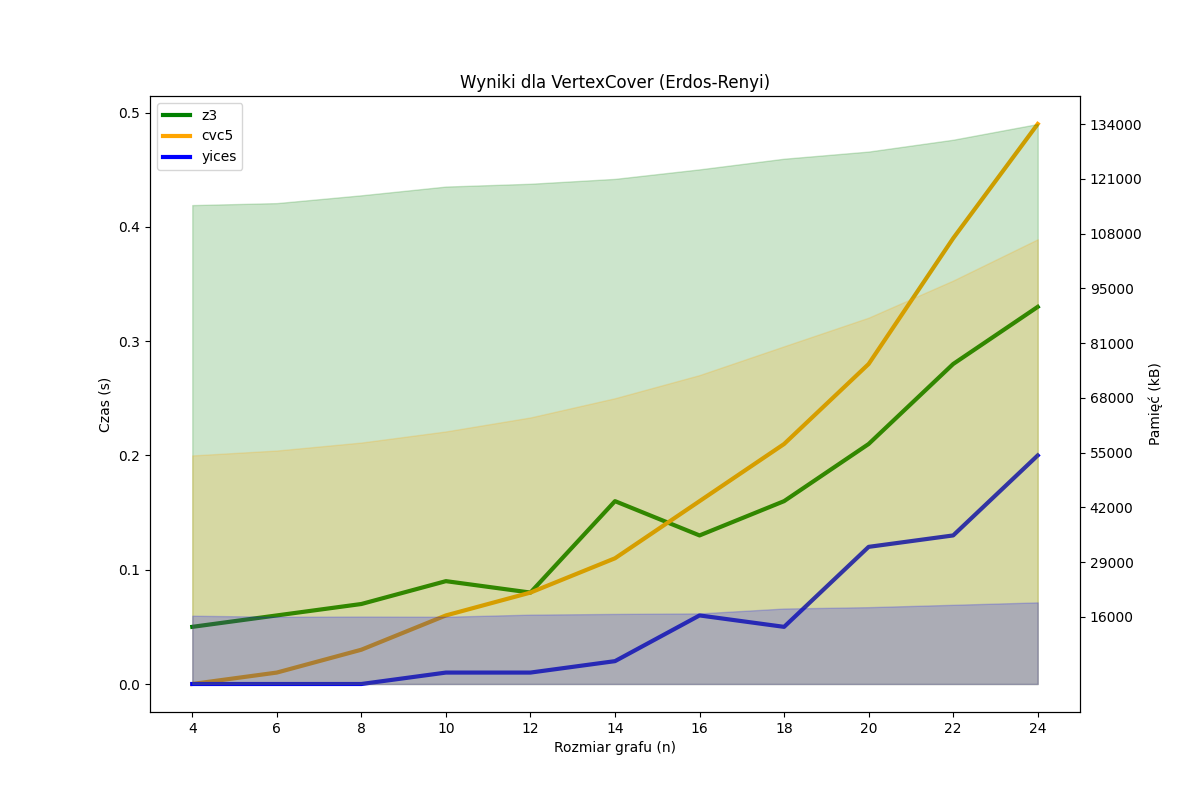 Wyniki dla VertexCover (Erdos-Renyi)
z3
cvc5
yices
0.5
0.4
0.3
0.2
0.1
0.0
Czas (s)
134000
121000
108000
95000
81000
68000
55000
42000
29000
16000
Pamięć (kB)
4 6 8 10 12 14 16 18 20 22 24
Rozmiar grafu (n)